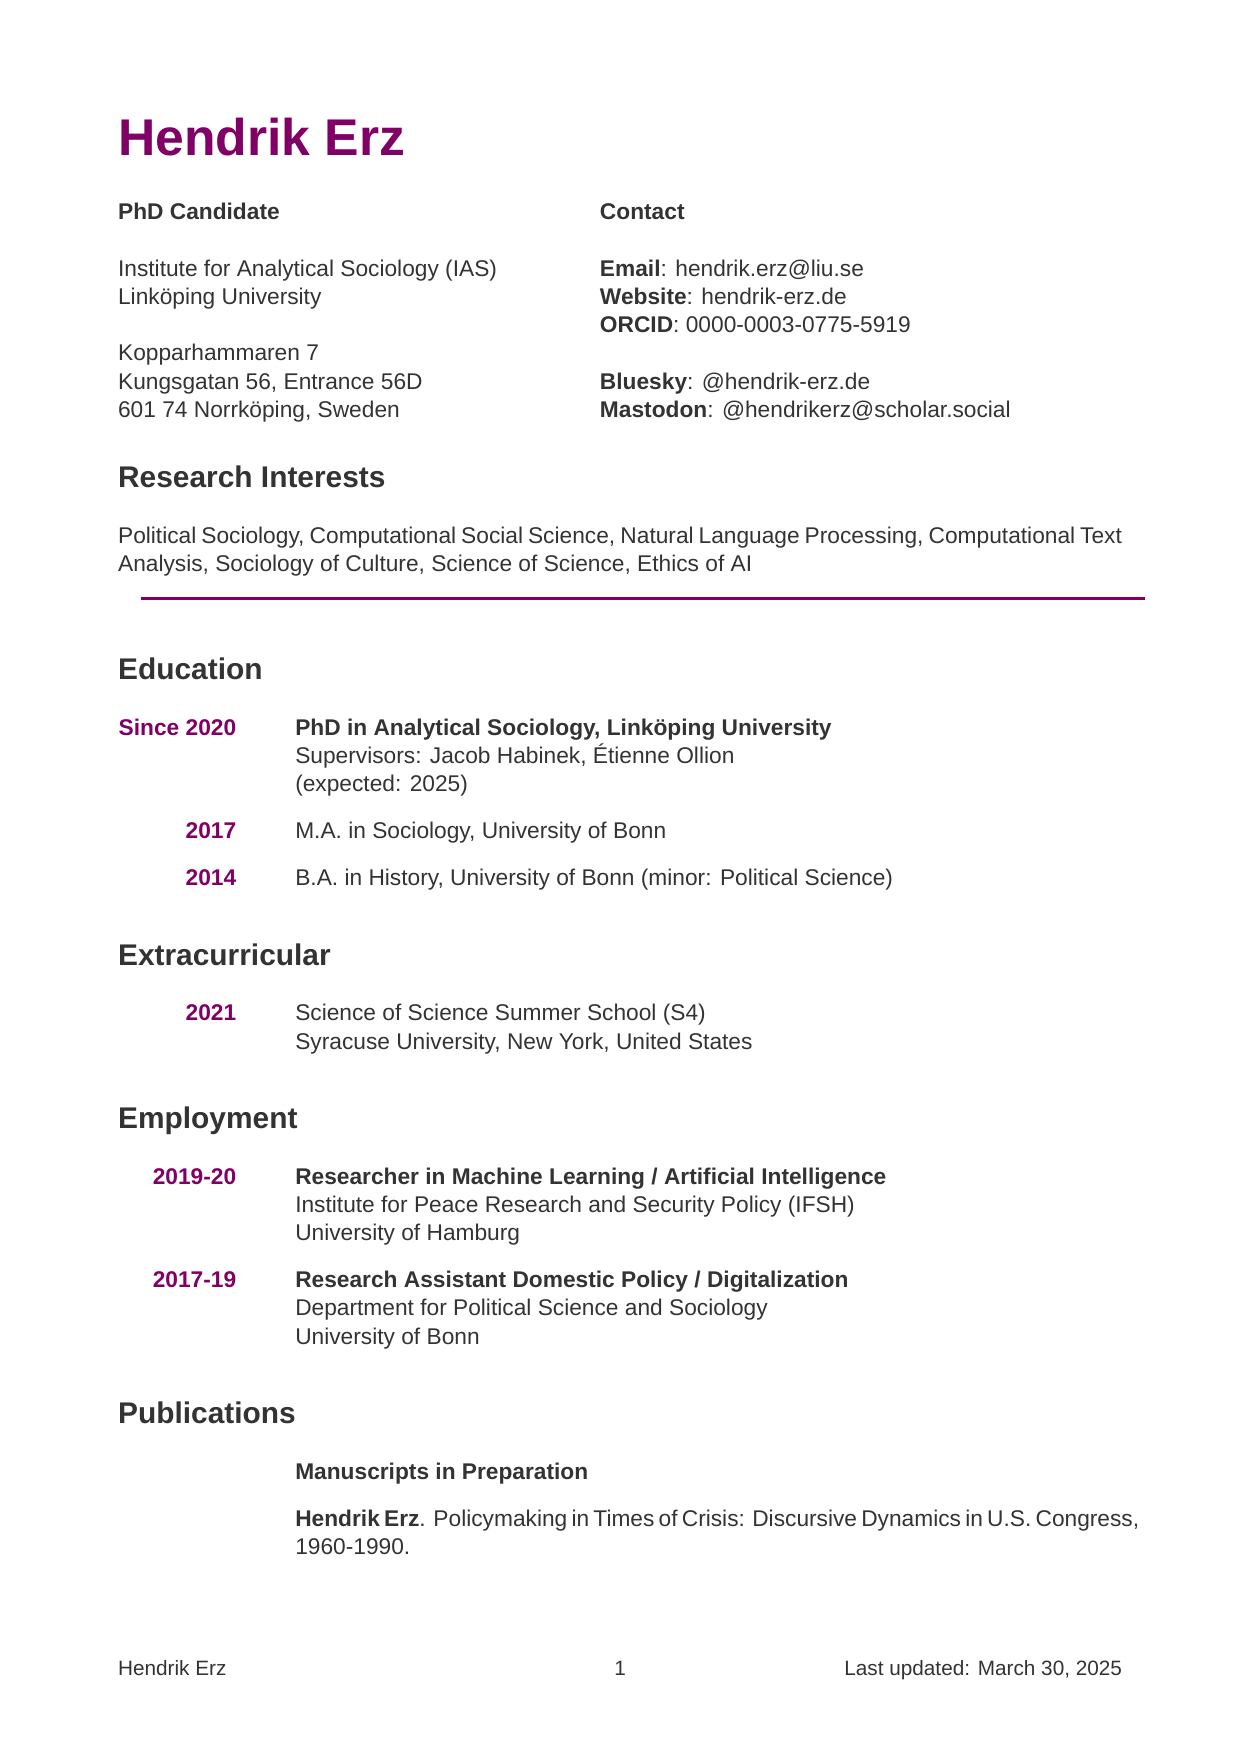 Hendrik Erz
PhD Candidate
Institute for Analytical Sociology (IAS)
Linköping University
Kopparhammaren 7
Kungsgatan 56, Entrance 56D
601 74 Norrköping, Sweden
Contact
Email: hendrik.erz@liu.se
Website: hendrik-erz.de
ORCID: 0000-0003-0775-5919
Bluesky: @hendrik-erz.de
Mastodon: @hendrikerz@scholar.social
Research Interests
Political Sociology, Computational Social Science, Natural Language Processing, Computational Text
Analysis, Sociology of Culture, Science of Science, Ethics of AI
Education
Since 2020 PhD in Analytical Sociology, Linköping University
Supervisors: Jacob Habinek, Étienne Ollion
(expected: 2025)
2017 M.A. in Sociology, University of Bonn
2014 B.A. in History, University of Bonn (minor: Political Science)
Extracurricular
2021 Science of Science Summer School (S4)
Syracuse University, New York, United States
Employment
2019-20 Researcher in Machine Learning / Artificial Intelligence
Institute for Peace Research and Security Policy (IFSH)
University of Hamburg
2017-19 Research Assistant Domestic Policy / Digitalization
Department for Political Science and Sociology
University of Bonn
Publications
Manuscripts in Preparation
Hendrik Erz. Policymaking in Times of Crisis: Discursive Dynamics in U.S. Congress,
1960-1990.
Hendrik Erz 1 Last updated: March 30, 2025